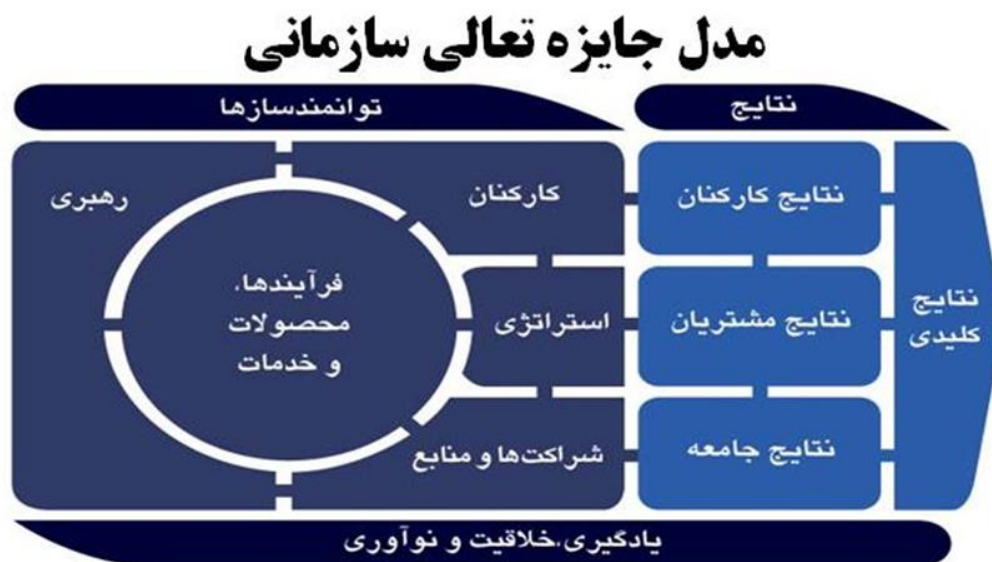 مدل جایزه تعالی سازمانی
توانمندسازها
نتایج
رهبری
فرآیندها،
محصولات
و خدمات
کارکنان
استراتژی
شراکت‌ها و منابع
نتایج کارکنان
نتایج مشتریان
نتایج جامعه
نتایج
کلیدی
یادگیری،خلاقیت و نوآوری